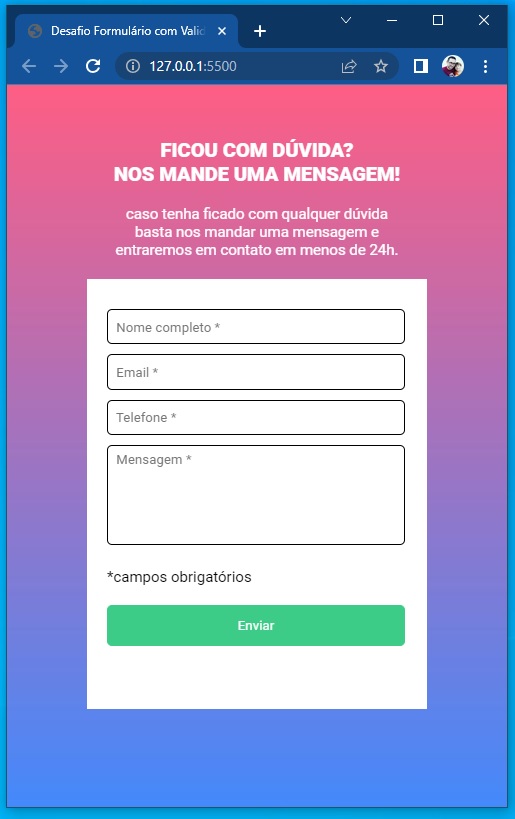 Desafio Formulário com Valid
127.0.0.1:5500
FICOU COM DÚVIDA?
NOS MANDE UMA MENSAGEM!
caso tenha ficado com qualquer dúvida
basta nos mandar uma mensagem e
entraremos em contato em menos de 24h.
Nome completo *
Email *
Telefone *
Mensagem *
*campos obrigatórios
Enviar